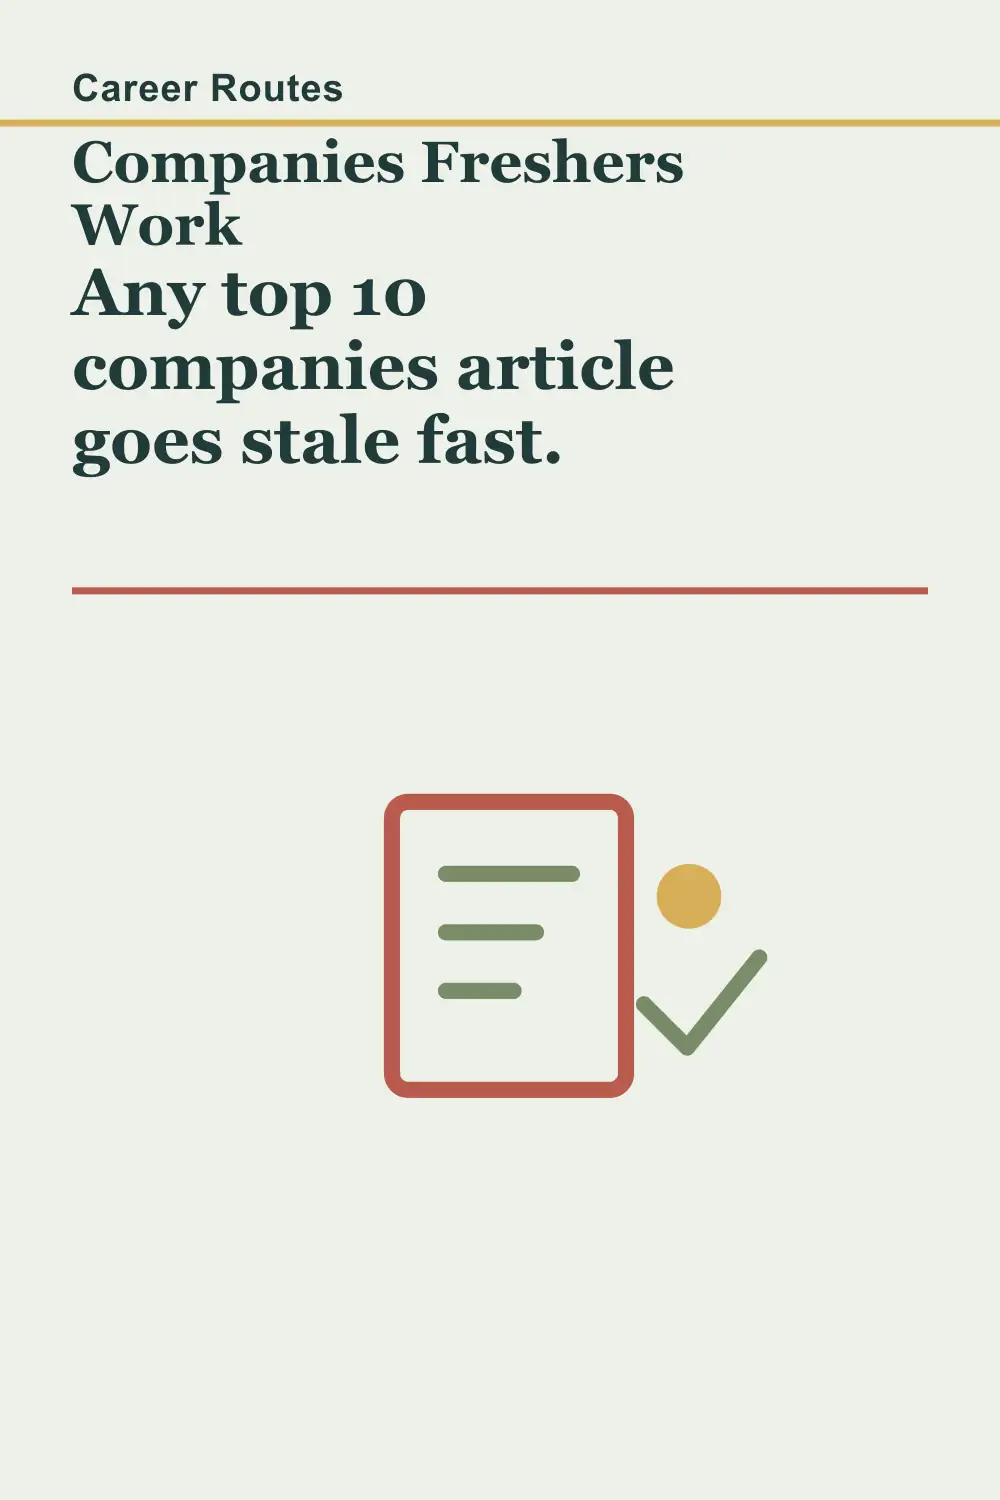 Career Routes
Companies Freshers
Work
Any top 10
companies article
goes stale fast.